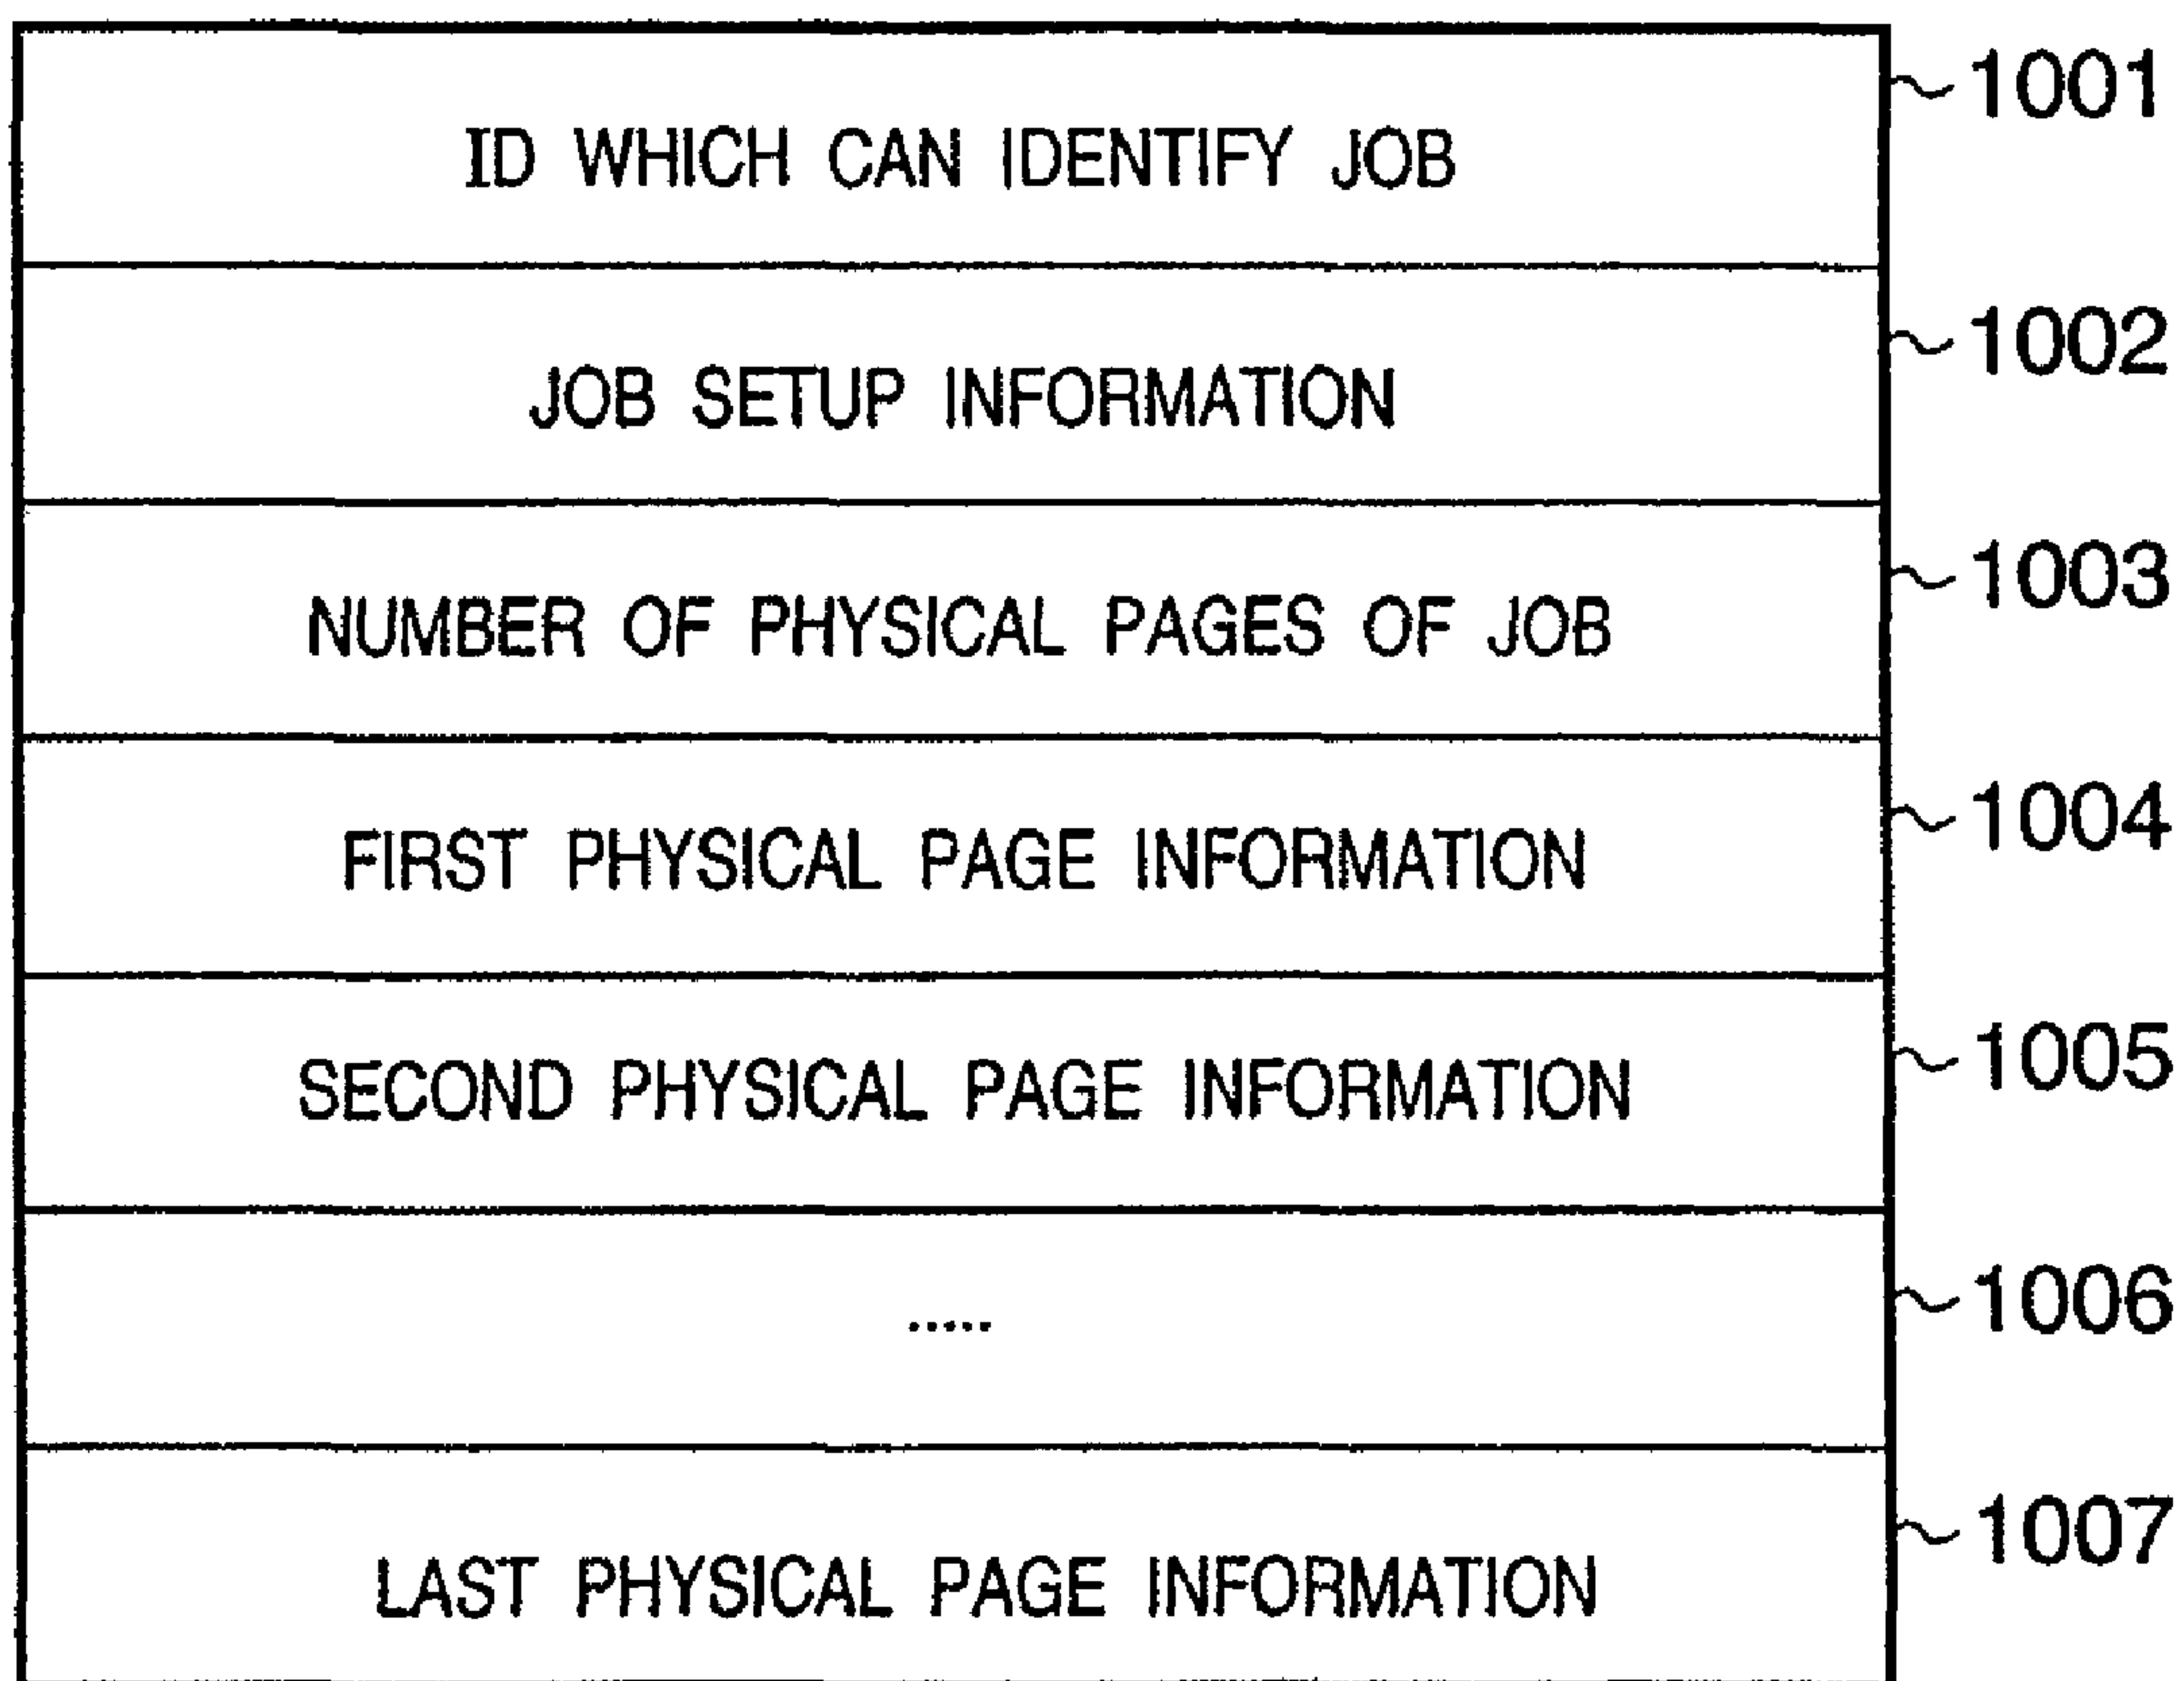 ID WHICH CAN IDENTIFY JOB 1001
JOB SETUP INFORMATION 1002
NUMBER OF PHYSICAL PAGES OF JOB 1003
FIRST PHYSICAL PAGE INFORMATION 1004
SECOND PHYSICAL PAGE INFORMATION 1005
..... 1006
LAST PHYSICAL PAGE INFORMATION 1007